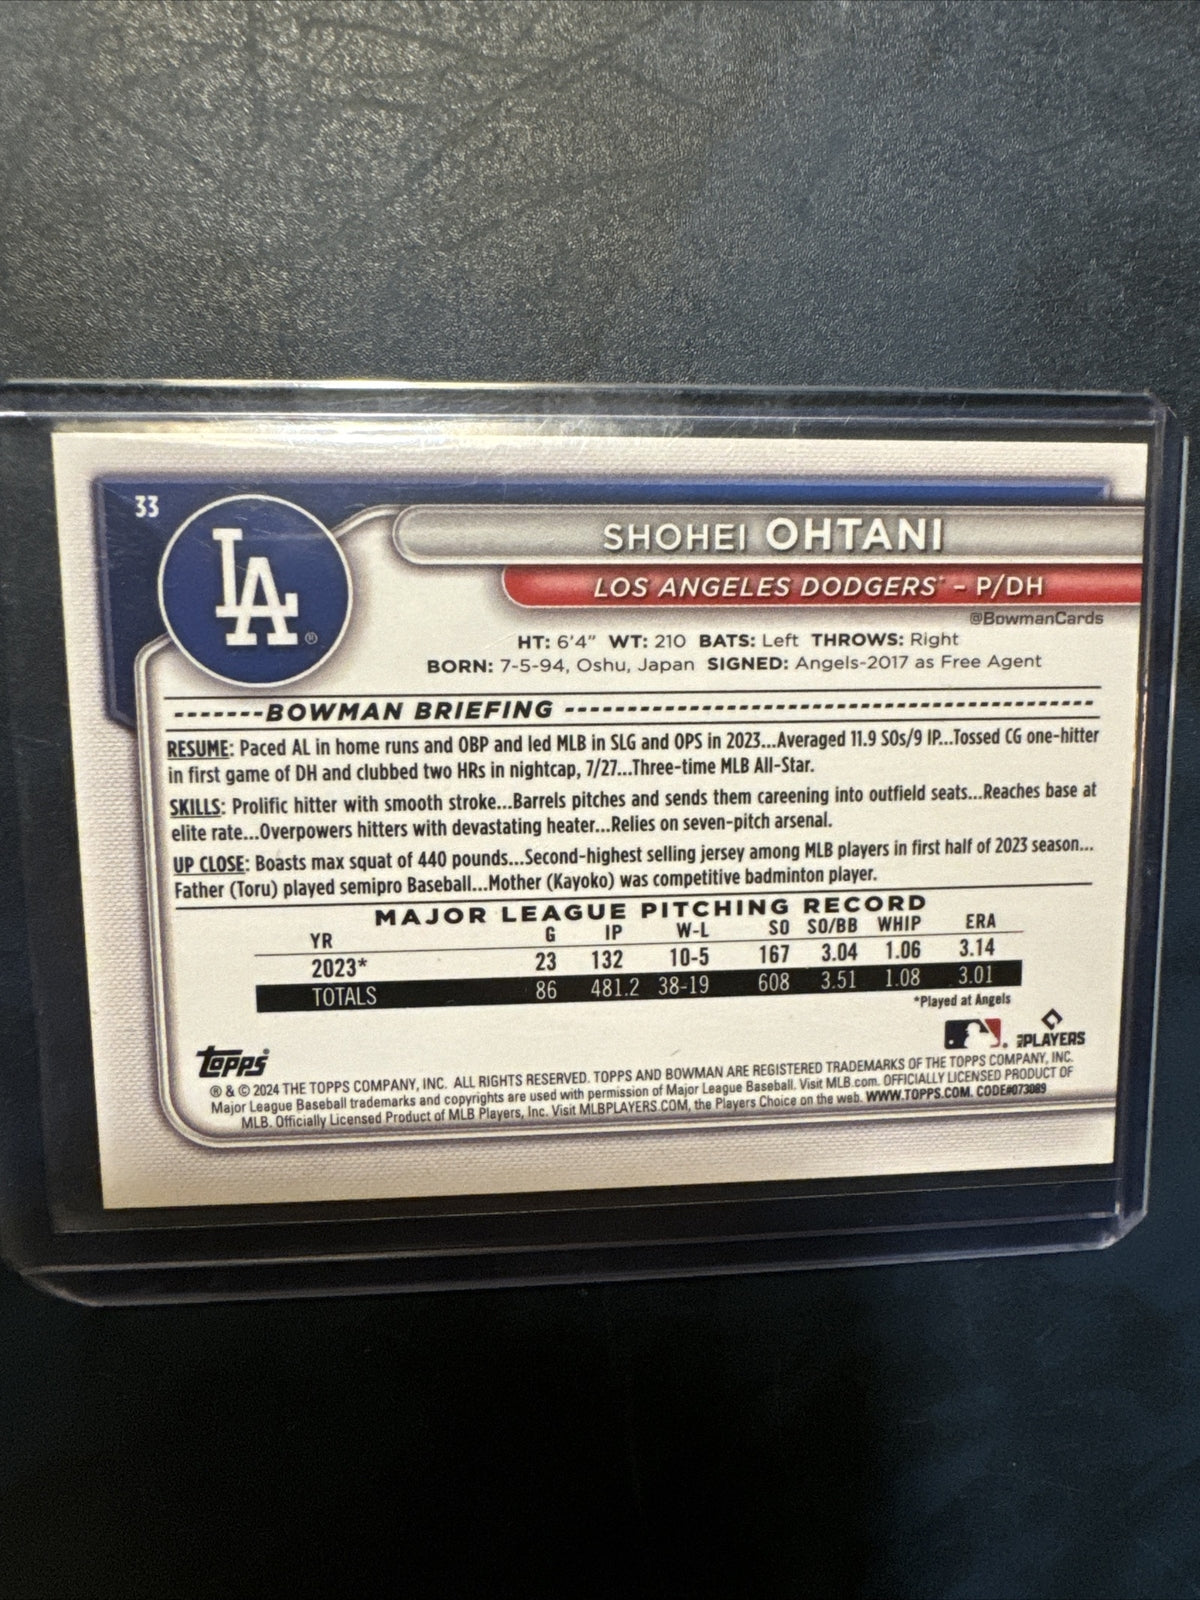 33
LA ®
SHOHEI OHTANI
LOS ANGELES DODGERS® – P/DH
@BowmanCards
HT: 6'4" WT: 210 BATS: Left THROWS: Right
BORN: 7-5-94, Oshu, Japan SIGNED: Angels-2017 as Free Agent
BOWMAN BRIEFING
RESUME: Paced AL in home runs and OBP and led MLB in SLG and OPS in 2023...Averaged 11.9 SOs/9 IP...Tossed CG one-hitter
in first game of DH and clubbed two HRs in nightcap, 7/27...Three-time MLB All-Star.
SKILLS: Prolific hitter with smooth stroke...Barrels pitches and sends them careening into outfield seats...Reaches base at
elite rate...Overpowers hitters with devastating heater...Relies on seven-pitch arsenal.
UP CLOSE: Boasts max squat of 440 pounds...Second-highest selling jersey among MLB players in first half of 2023 season...
Father (Toru) played semipro Baseball...Mother (Kayoko) was competitive badminton player.
MAJOR LEAGUE PITCHING RECORD
YR G IP W-L SO SO/BB WHIP ERA
2023* 23 132 10-5 167 3.04 1.06 3.14
TOTALS 86 481.2 38-19 608 3.51 1.08 3.01
*Played at Angels
topps® PLAYERS
® & © 2024 THE TOPPS COMPANY, INC. ALL RIGHTS RESERVED. TOPPS AND BOWMAN ARE REGISTERED TRADEMARKS OF THE TOPPS COMPANY, INC.
Major League Baseball trademarks and copyrights are used with permission of Major League Baseball. Visit MLB.com. OFFICIALLY LICENSED PRODUCT OF
MLB. Officially Licensed Product of MLB Players, Inc. Visit MLBPLAYERS.COM, the Players Choice on the web. WWW.TOPPS.COM. CODE#073089